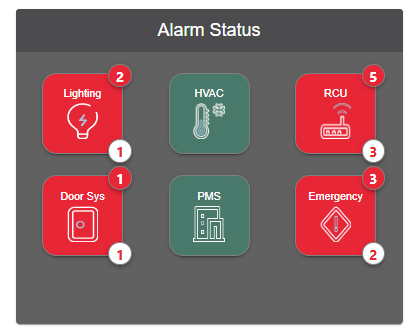 Alarm Status
2
5
Lighting
HVAC
RCU
1
3
1
3
Door Sys
PMS
Emergency
1
2